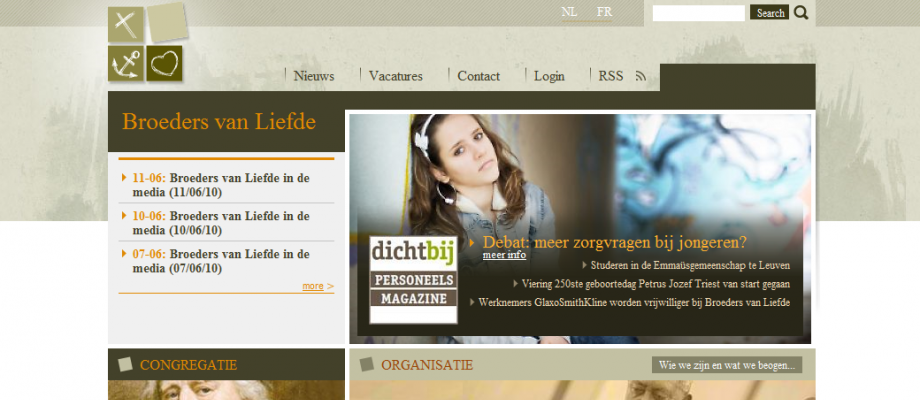 NL FR
Search
Nieuws Vacatures Contact Login RSS
Broeders van Liefde
11-06: Broeders van Liefde in de
media (11/06/10)
10-06: Broeders van Liefde in de
media (10/06/10)
07-06: Broeders van Liefde in de
media (07/06/10)
more >
dichtbij
PERSONEELS
MAGAZINE
Debat: meer zorgvragen bij jongeren?
meer info
Studeren in de Emmaüsgemeenschap te Leuven
Viering 250ste geboortedag Petrus Jozef Triest van start gegaan
Werknemers GlaxoSmithKline worden vrijwilliger bij Broeders van Liefde
CONGREGATIE
ORGANISATIE
Wie we zijn en wat we beogen...